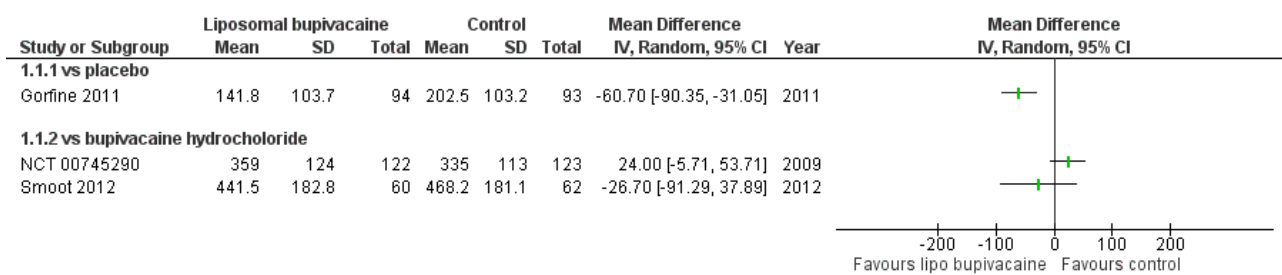 Liposomal bupivacaine Control Mean Difference Mean Difference
Study or Subgroup Mean SD Total Mean SD Total IV, Random, 95% CI Year IV, Random, 95% CI
1.1.1 vs placebo
Gorfine 2011 141.8 103.7 94 202.5 103.2 93 -60.70 [-90.35, -31.05] 2011
1.1.2 vs bupivacaine hydrocholoride
NCT 00745290 359 124 122 335 113 123 24.00 [-5.71, 53.71] 2009
Smoot 2012 441.5 182.8 60 468.2 181.1 62 -26.70 [-91.29, 37.89] 2012
-200 -100 0 100 200
Favours lipo bupivacaine Favours control